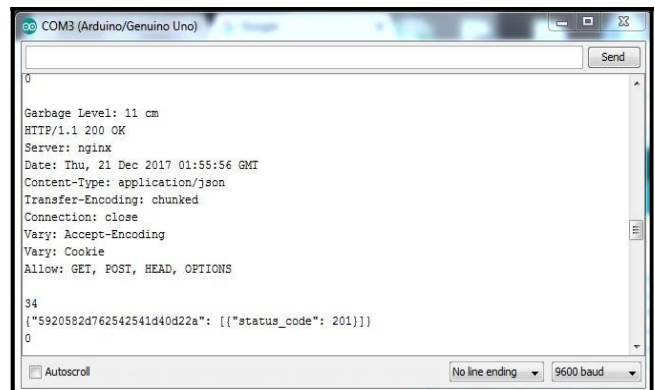 COM3 (Arduino/Genuino Uno)
Send
0
Garbage Level: 11 cm
HTTP/1.1 200 OK
Server: nginx
Date: Thu, 21 Dec 2017 01:55:56 GMT
Content-Type: application/json
Transfer-Encoding: chunked
Connection: close
Vary: Accept-Encoding
Vary: Cookie
Allow: GET, POST, HEAD, OPTIONS
34
{"5920582d762542541d40d22a": [{"status_code": 201}]}
0
Autoscroll No line ending 9600 baud